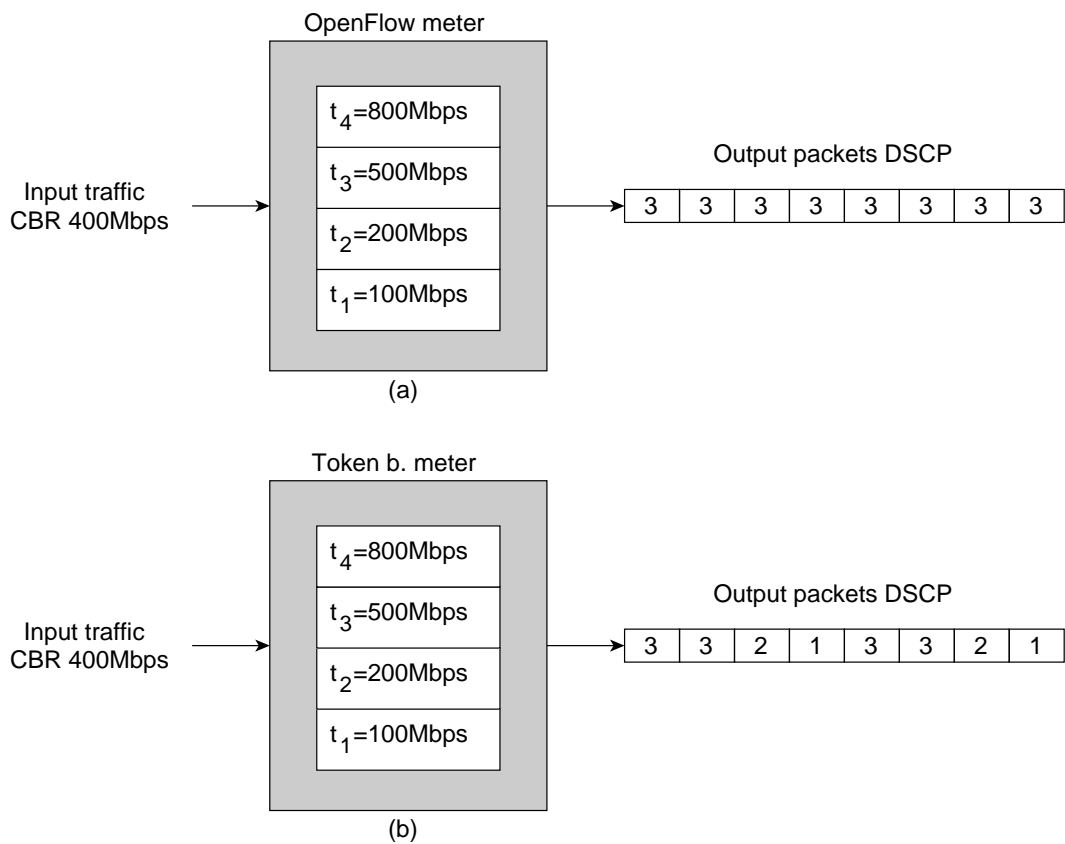 OpenFlow meter
t4=800Mbps
t3=500Mbps
t2=200Mbps
t1=100Mbps
Input traffic
CBR 400Mbps
Output packets DSCP
3 3 3 3 3 3 3 3
(a)
Token b. meter
t4=800Mbps
t3=500Mbps
t2=200Mbps
t1=100Mbps
Input traffic
CBR 400Mbps
Output packets DSCP
3 3 2 1 3 3 2 1
(b)